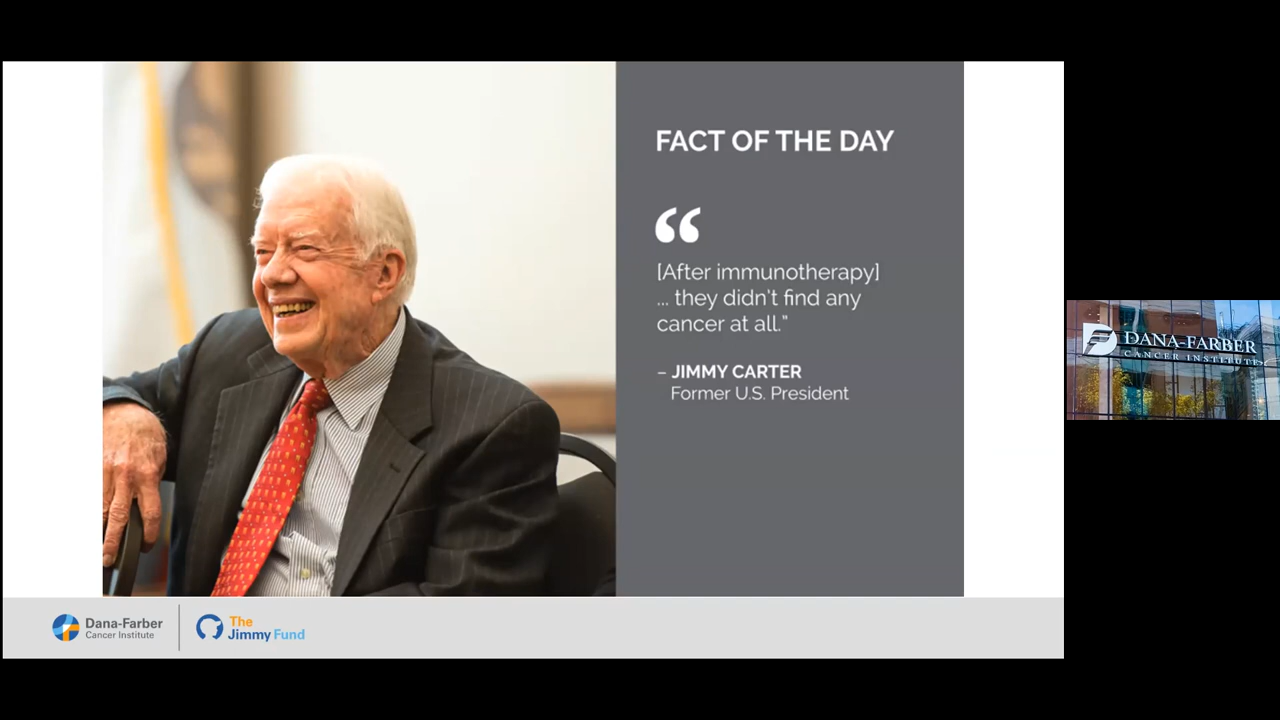 FACT OF THE DAY
“
[After immunotherapy]
... they didn't find any
cancer at all.”
– JIMMY CARTER
Former U.S. President
Dana-Farber
Cancer Institute
The
Jimmy Fund
DANA-FARBER
CANCER INSTITUTE